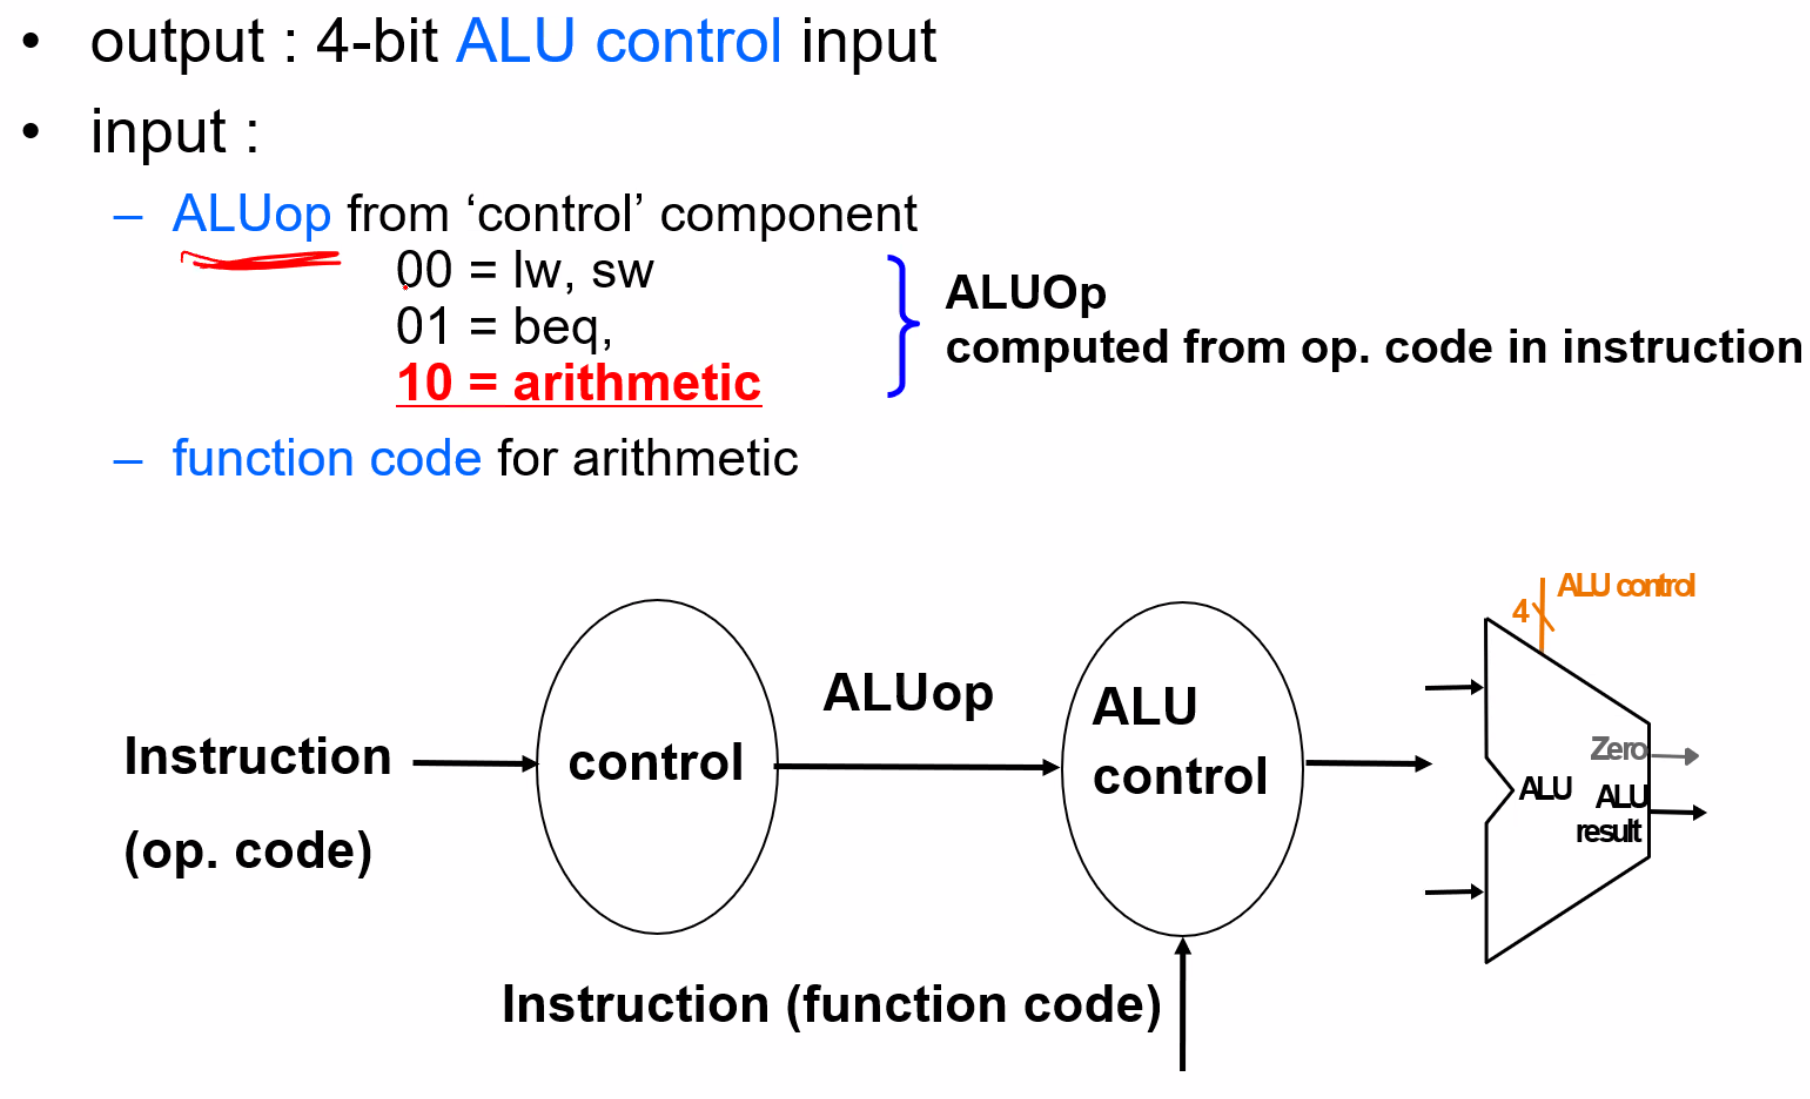 • output : 4-bit ALU control input
• input :
– ALUop from ‘control’ component
00 = lw, sw
01 = beq,
10 = arithmetic
ALUOp
computed from op. code in instruction
– function code for arithmetic
ALU control
4
ALUop
Instruction
(op. code)
control
ALU
control
Zero
ALU
ALU
result
Instruction (function code)